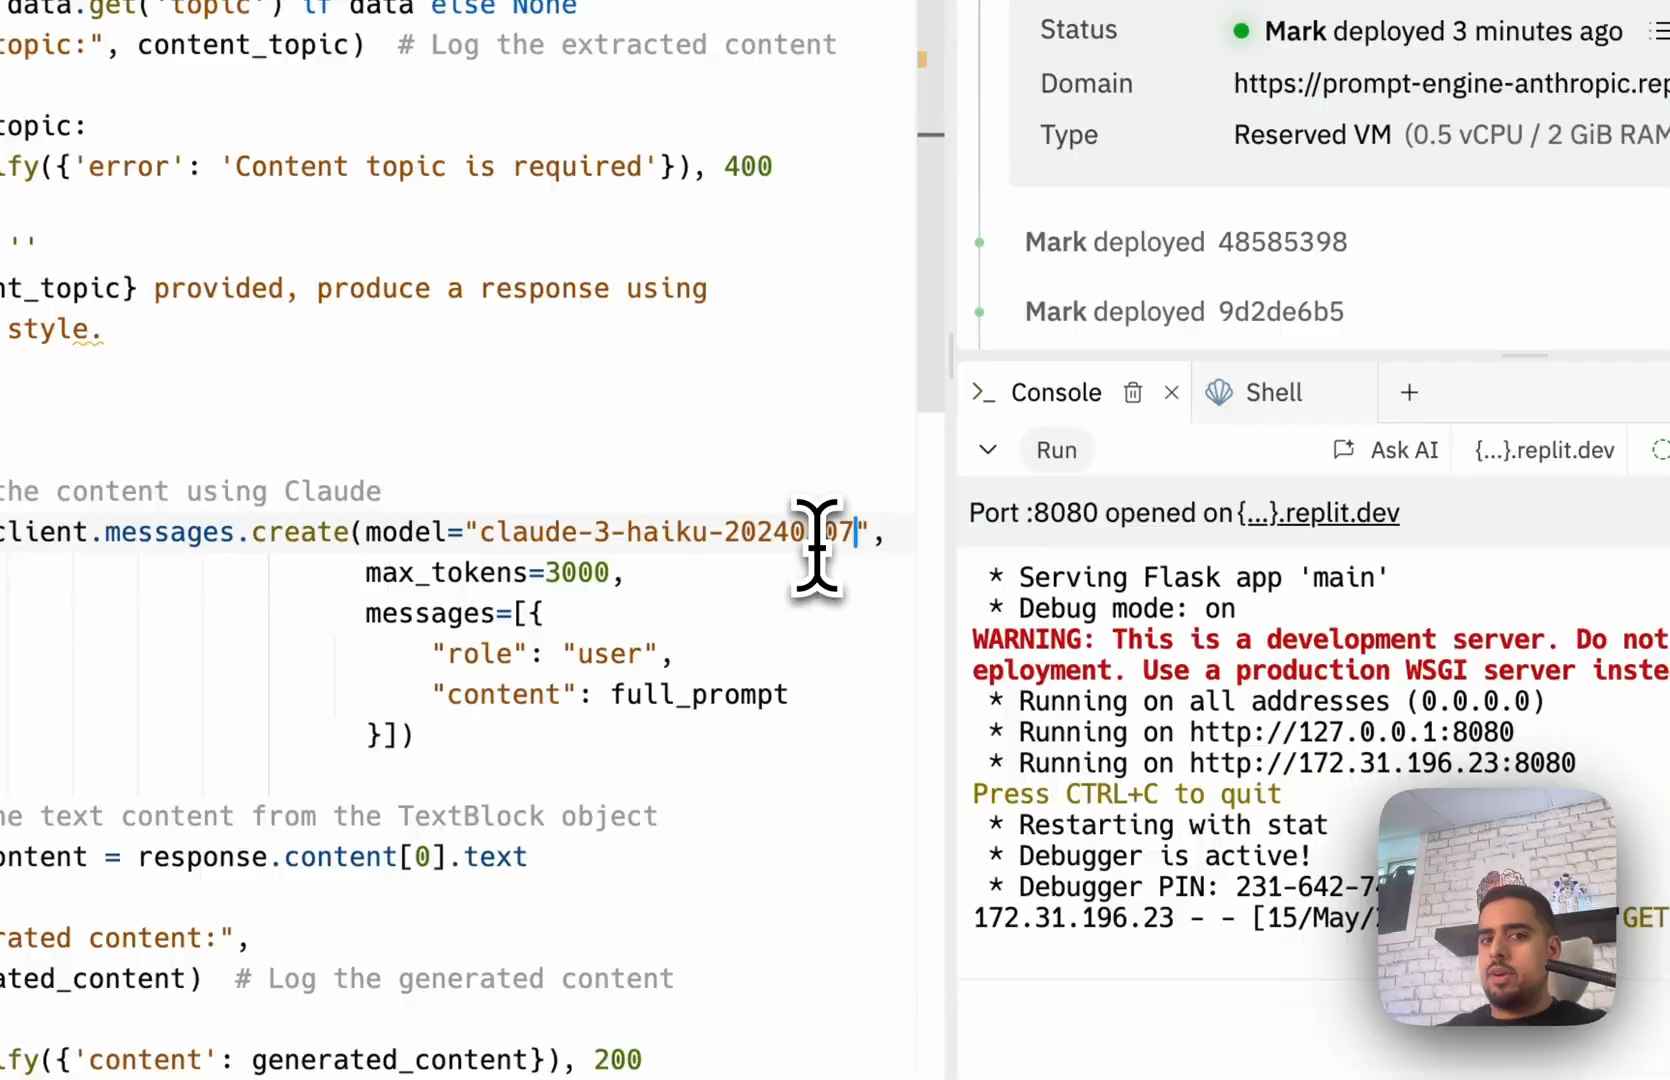 data.get('topic') if data else None
topic:", content_topic)  # Log the extracted content
topic:
ify({'error': 'Content topic is required'}), 400
''
nt_topic} provided, produce a response using
style.
the content using Claude
client.messages.create(model="claude-3-haiku-20240307",
max_tokens=3000,
messages=[{
"role": "user",
"content": full_prompt
}])
he text content from the TextBlock object
ontent = response.content[0].text
rated content:",
ated_content)  # Log the generated content
ify({'content': generated_content}), 200
Status Mark deployed 3 minutes ago
Domain https://prompt-engine-anthropic.rep
Type Reserved VM (0.5 vCPU / 2 GiB RAM
Mark deployed 48585398
Mark deployed 9d2de6b5
Console Shell
Run Ask AI {...}.replit.dev
Port :8080 opened on {...}.replit.dev
* Serving Flask app 'main'
* Debug mode: on
WARNING: This is a development server. Do not
eployment. Use a production WSGI server inste
* Running on all addresses (0.0.0.0)
* Running on http://127.0.0.1:8080
* Running on http://172.31.196.23:8080
Press CTRL+C to quit
* Restarting with stat
* Debugger is active!
* Debugger PIN: 231-642-7
172.31.196.23 - - [15/May/ "GET